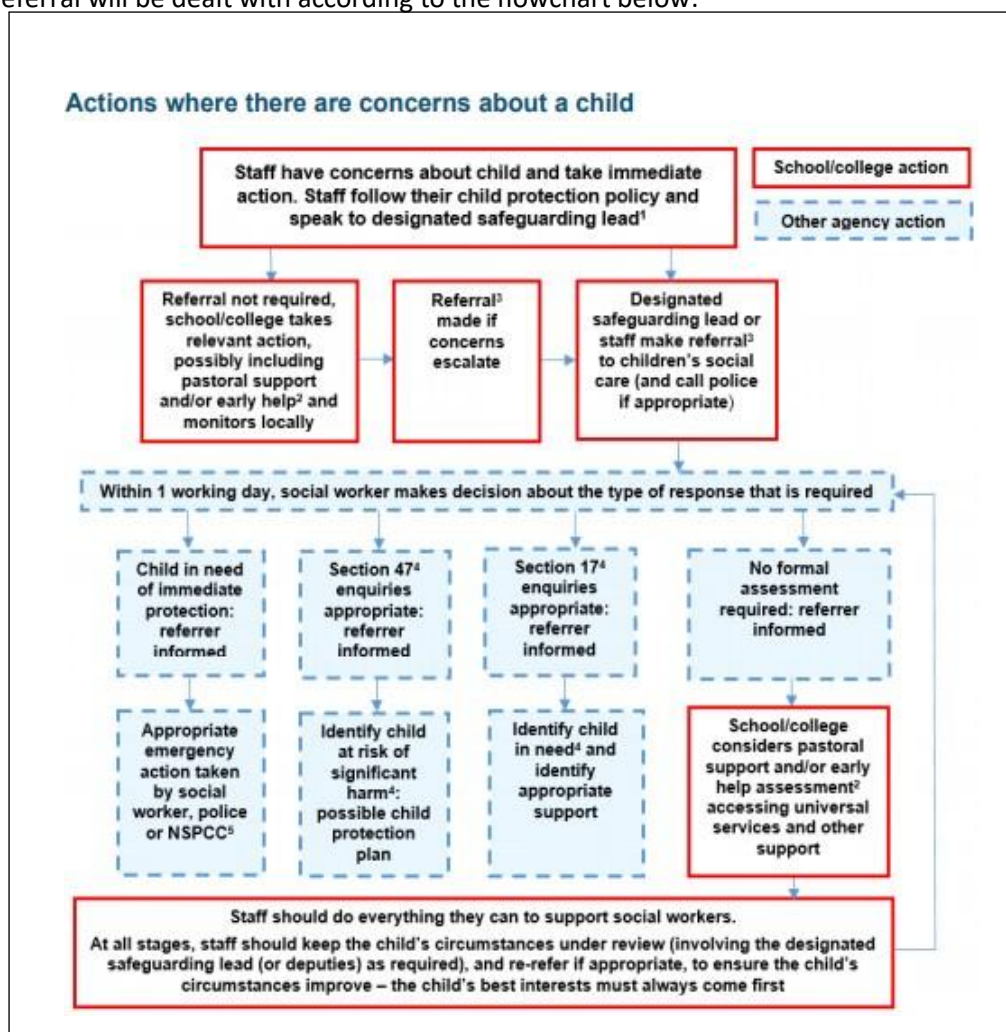 eferral will be dealt with according to the flowchart below:
Actions where there are concerns about a child
Staff have concerns about child and take immediate
action. Staff follow their child protection policy and
speak to designated safeguarding lead¹
School/college action
Other agency action
Referral not required,
school/college takes
relevant action,
possibly including
pastoral support
and/or early help² and
monitors locally
Referral³
made if
concerns
escalate
Designated
safeguarding lead or
staff make referral³
to children's social
care (and call police
if appropriate)
Within 1 working day, social worker makes decision about the type of response that is required
Child in need
of immediate
protection:
referrer
informed
Section 47⁴
enquiries
appropriate:
referrer
informed
Section 17⁴
enquiries
appropriate:
referrer
informed
No formal
assessment
required: referrer
informed
Appropriate
emergency
action taken
by social
worker, police
or NSPCC⁵
Identify child
at risk of
significant
harm⁴:
possible child
protection
plan
Identify child
in need⁴ and
identify
appropriate
support
School/college
considers pastoral
support and/or early
help assessment²
accessing universal
services and other
support
Staff should do everything they can to support social workers.
At all stages, staff should keep the child's circumstances under review (involving the designated
safeguarding lead (or deputies) as required), and re-refer if appropriate, to ensure the child's
circumstances improve – the child's best interests must always come first